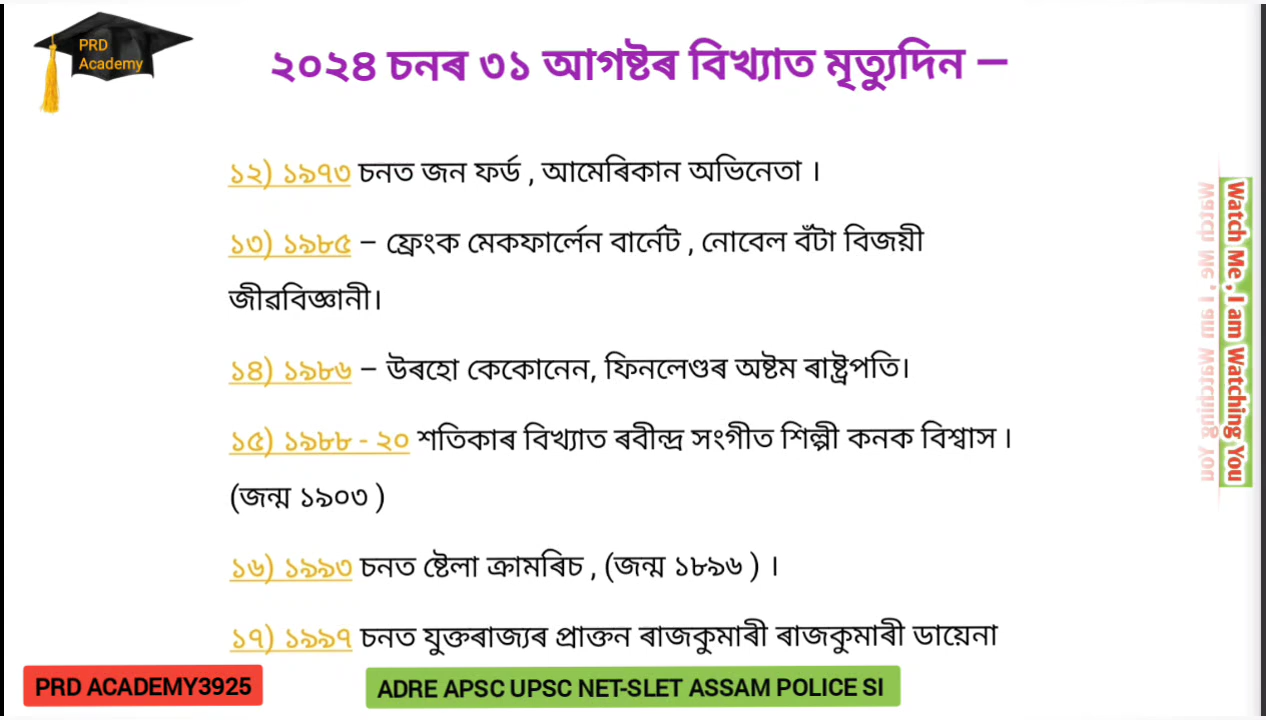 PRD
Academy
২০২৪ চনৰ ৩১ আগষ্টৰ বিখ্যাত মৃত্যুদিন –
১২) ১৯৭৩ চনত জন ফৰ্ড , আমেৰিকান অভিনেতা ।
১৩) ১৯৮৫ – ফ্ৰেংক মেকফাৰ্লেন বাৰ্নেট , নোবেল বঁটা বিজয়ী
জীৱবিজ্ঞানী।
১৪) ১৯৮৬ – উৰহো কেকোনেন, ফিনলেণ্ডৰ অষ্টম ৰাষ্ট্ৰপতি।
১৫) ১৯৮৮ - ২০ শতিকাৰ বিখ্যাত ৰবীন্দ্ৰ সংগীত শিল্পী কনক বিশ্বাস ।
(জন্ম ১৯০৩ )
১৬) ১৯৯৩ চনত ষ্টেলা ক্ৰামৰিচ , (জন্ম ১৮৯৬ ) ।
১৭) ১৯৯৭ চনত যুক্তৰাজ্যৰ প্ৰাক্তন ৰাজকুমাৰী ৰাজকুমাৰী ডায়েনা
Watch Me , I am Watching You
PRD ACADEMY3925
ADRE APSC UPSC NET-SLET ASSAM POLICE SI